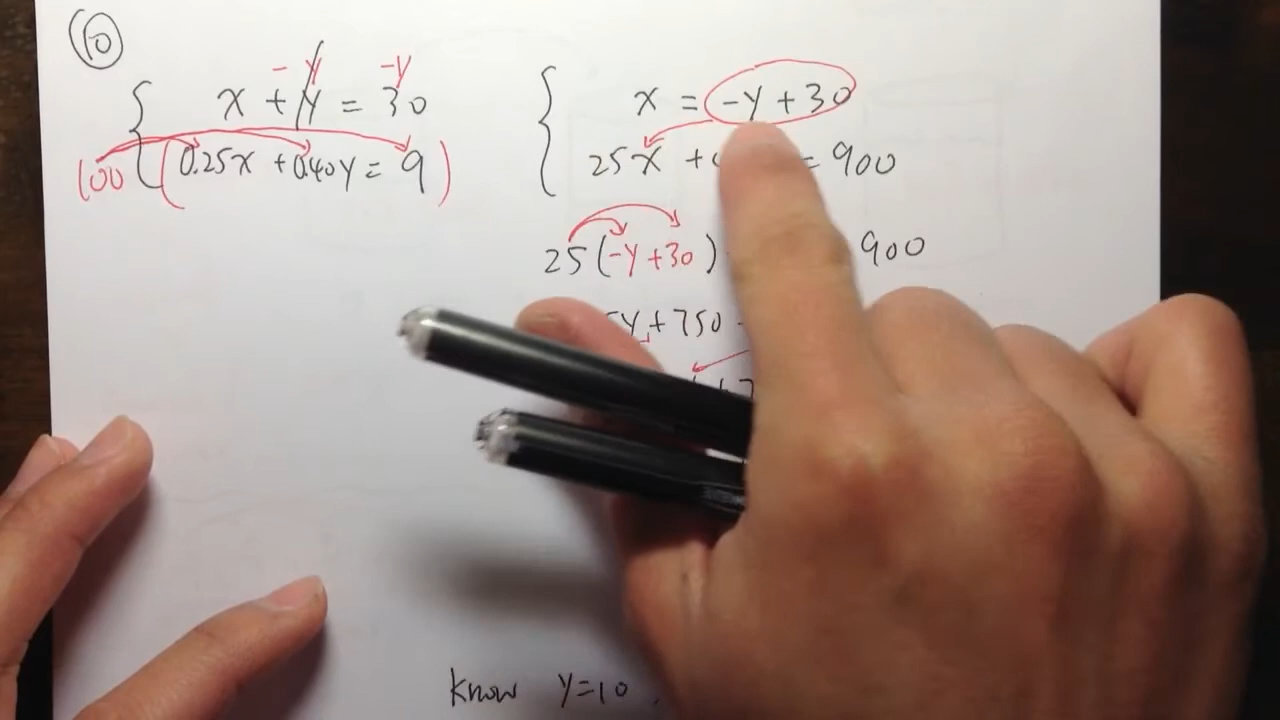 (10)
- y -y
x + y = 30
100 (0.25x + 0.40y = 9)
x = -y + 30
25x + = 900
25(-y+30) 900
y + 750
know y=10